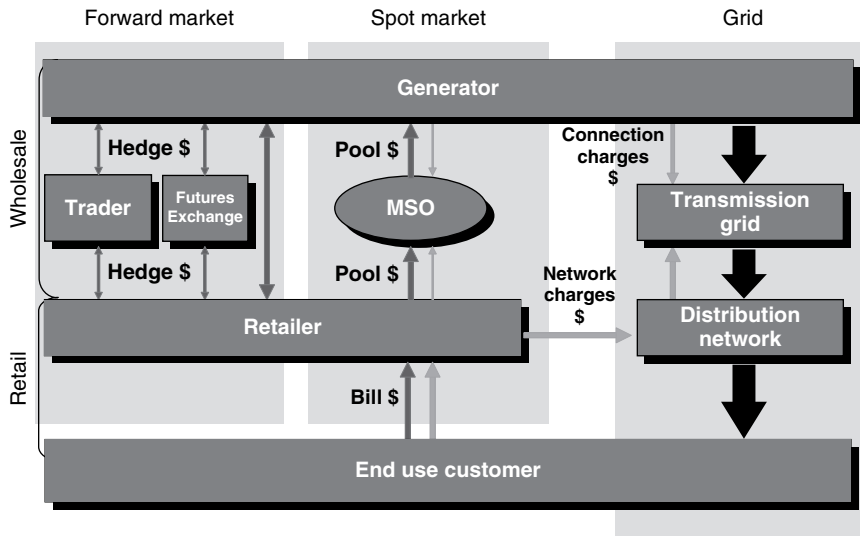 Forward market
Spot market
Grid
Wholesale
Generator
Hedge $
Pool $
Connection
charges
$
Trader
Futures
Exchange
MSO
Transmission
grid
Hedge $
Pool $
Network
charges
$
Retailer
Distribution
network
Retail
Bill $
End use customer